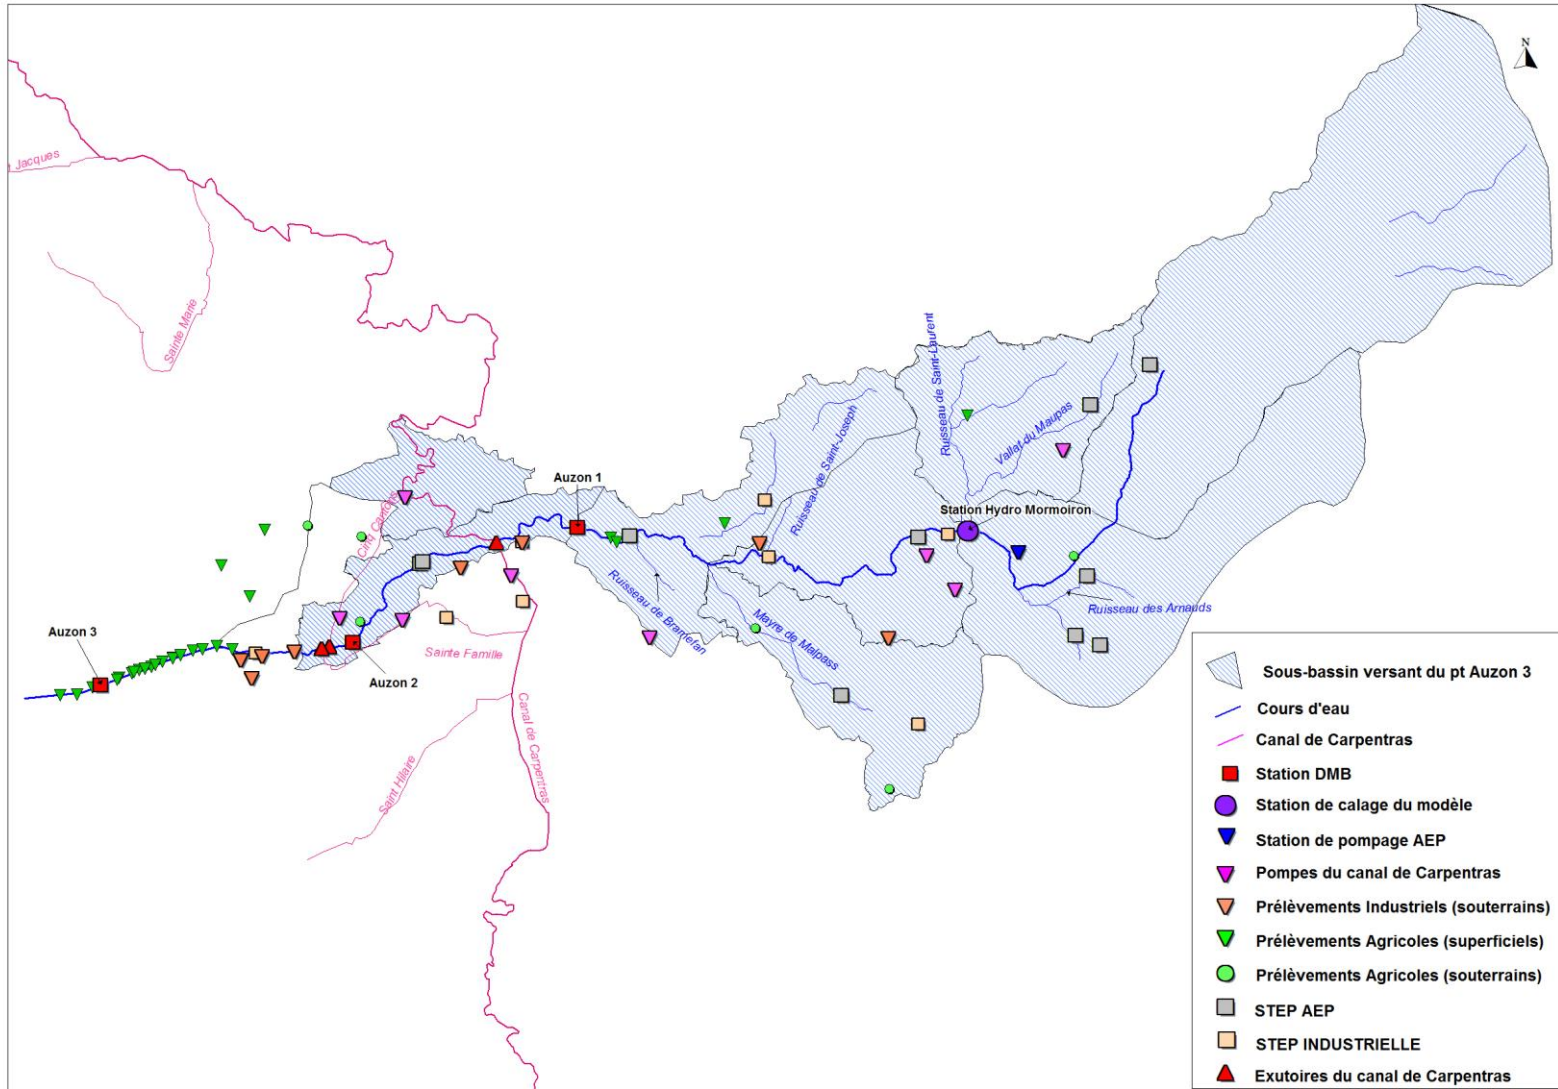 N
Jacques
Sainte Marie
Ruisseau de Saint-Laurent
Vallat du Maupas
Ruisseau de Saint-Joseph
Auzon 1
Station Hydro Mormoiron
Cinq Cantons
Ruisseau de Bramefan
Mayre de Malpass
Ruisseau des Arnauds
Auzon 3
Sainte Famille
Auzon 2
Saint Hilaire
Canal de Carpentras
Sous-bassin versant du pt Auzon 3
Cours d'eau
Canal de Carpentras
Station DMB
Station de calage du modèle
Station de pompage AEP
Pompes du canal de Carpentras
Prélèvements Industriels (souterrains)
Prélèvements Agricoles (superficiels)
Prélèvements Agricoles (souterrains)
STEP AEP
STEP INDUSTRIELLE
Exutoires du canal de Carpentras